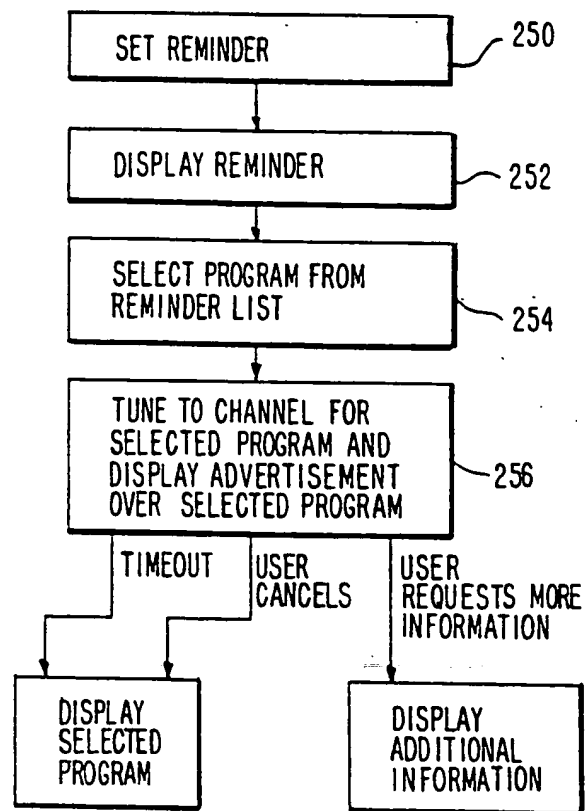 SET REMINDER
250
DISPLAY REMINDER
252
SELECT PROGRAM FROM
REMINDER LIST
254
TUNE TO CHANNEL FOR
SELECTED PROGRAM AND
DISPLAY ADVERTISEMENT
OVER SELECTED PROGRAM
256
TIMEOUT
USER
CANCELS
USER
REQUESTS MORE
INFORMATION
DISPLAY
SELECTED
PROGRAM
DISPLAY
ADDITIONAL
INFORMATION